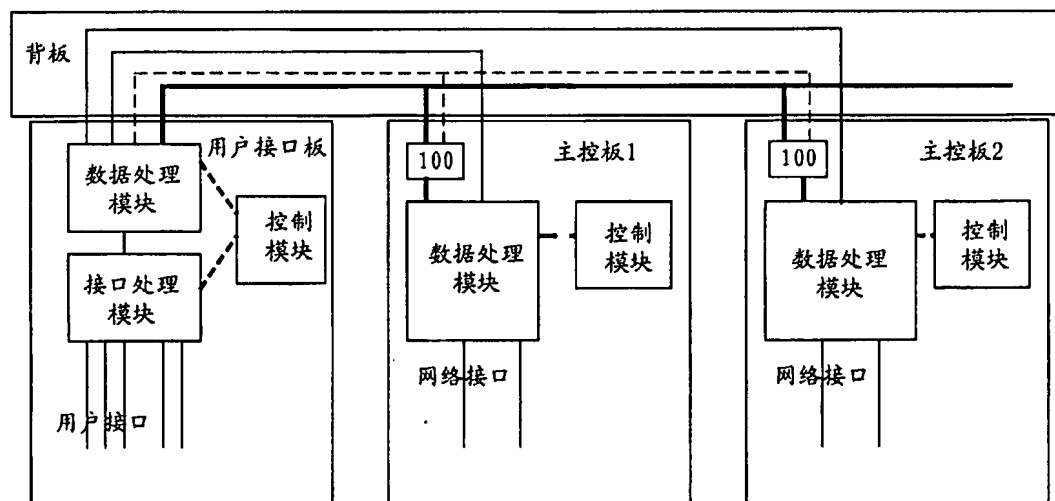 背板
用户接口板
数据处理
模块
控制
模块
接口处理
模块
用户接口
主控板1
100
数据处理
模块
控制
模块
网络接口
主控板2
100
数据处理
模块
控制
模块
网络接口